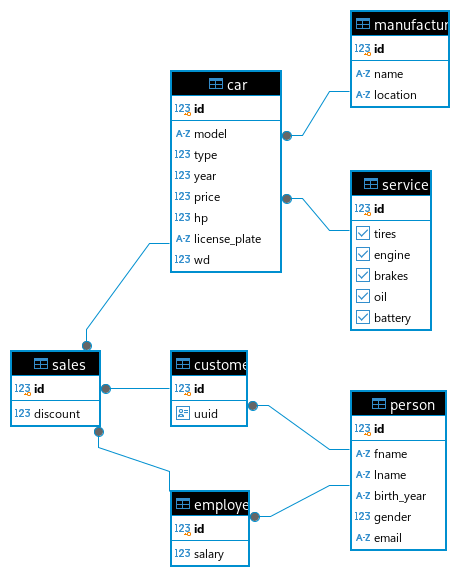 manufactur
123 id
A-Z name
A-Z location
car
123 id
A-Z model
123 type
123 year
123 price
123 hp
A-Z license_plate
123 wd
service
123 id
tires
engine
brakes
oil
battery
sales
123 id
123 discount
custome
123 id
uuid
person
123 id
A-Z fname
A-Z lname
A-Z birth_year
123 gender
A-Z email
employe
123 id
123 salary